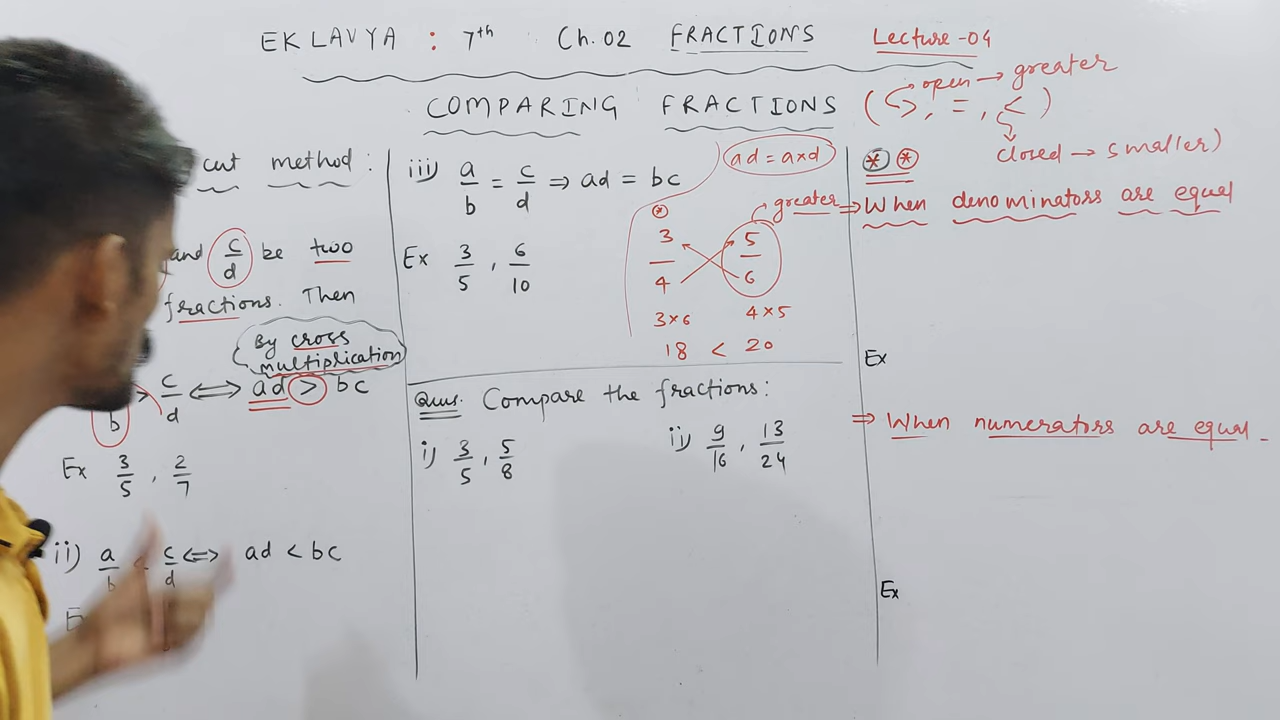 EKLAVYA : 7th Ch.02 FRACTIONS Lecture-04
COMPARING FRACTIONS ( >, =, < )
open → greater
closed → smaller)
cut method :
and c/d be two
fractions. Then
By cross
multiplication
b > c/d ⟺ ad > bc
Ex 3/5 , 2/7
ii) a/b < c/d ⟺ ad < bc
iii) a/b = c/d ⇒ ad = bc
Ex 3/5 , 6/10
ad = a×d
*
greater
3/4 5/6
3×6 4×5
18 < 20
Ques. Compare the fractions:
i) 3/5 , 5/8 ii) 9/16 , 13/24
* *
⇒ When denominators are equal
Ex
⇒ When numerators are equal -
Ex